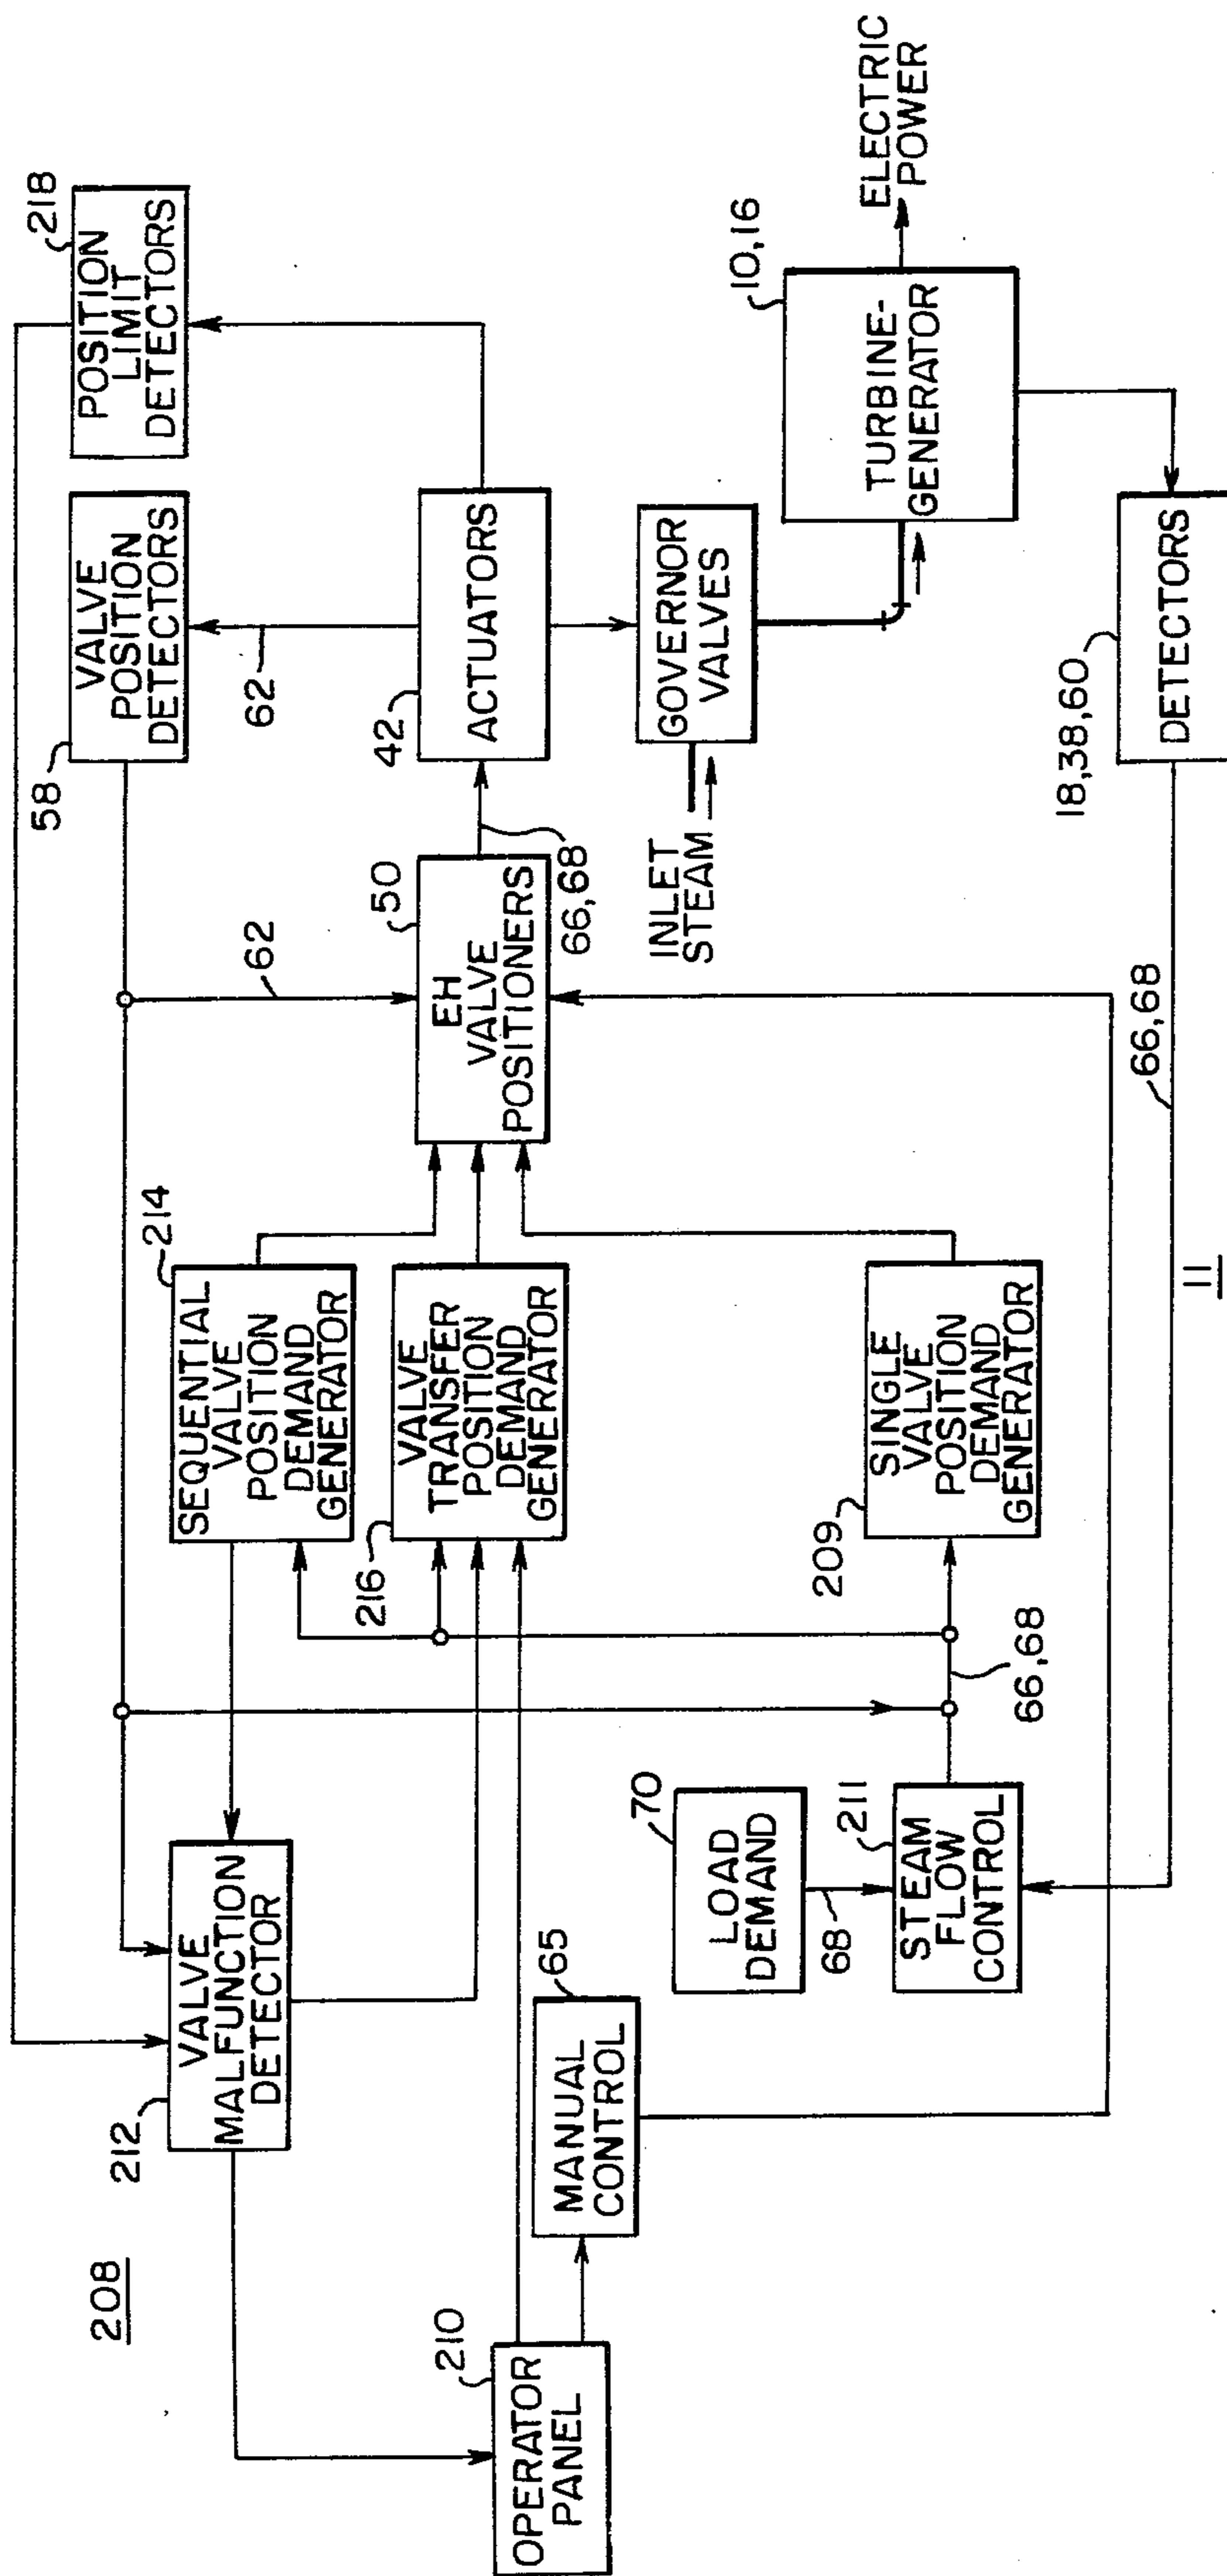 208
212
VALVE
MALFUNCTION
DETECTOR
214
SEQUENTIAL
VALVE
POSITION
DEMAND
GENERATOR
58
VALVE
POSITION
DETECTORS
218
POSITION
LIMIT
DETECTORS
62
62
216
VALVE
TRANSFER
POSITION
DEMAND
GENERATOR
50
EH
VALVE
POSITIONERS
66,68
42
ACTUATORS
210
OPERATOR
PANEL
65
MANUAL
CONTROL
70
LOAD
DEMAND
68
211
STEAM
FLOW
CONTROL
66,68
209
SINGLE
VALVE
POSITION
DEMAND
GENERATOR
INLET
STEAM
GOVERNOR
VALVES
10,16
TURBINE-
GENERATOR
ELECTRIC
POWER
18,38,60
DETECTORS
66,68
11